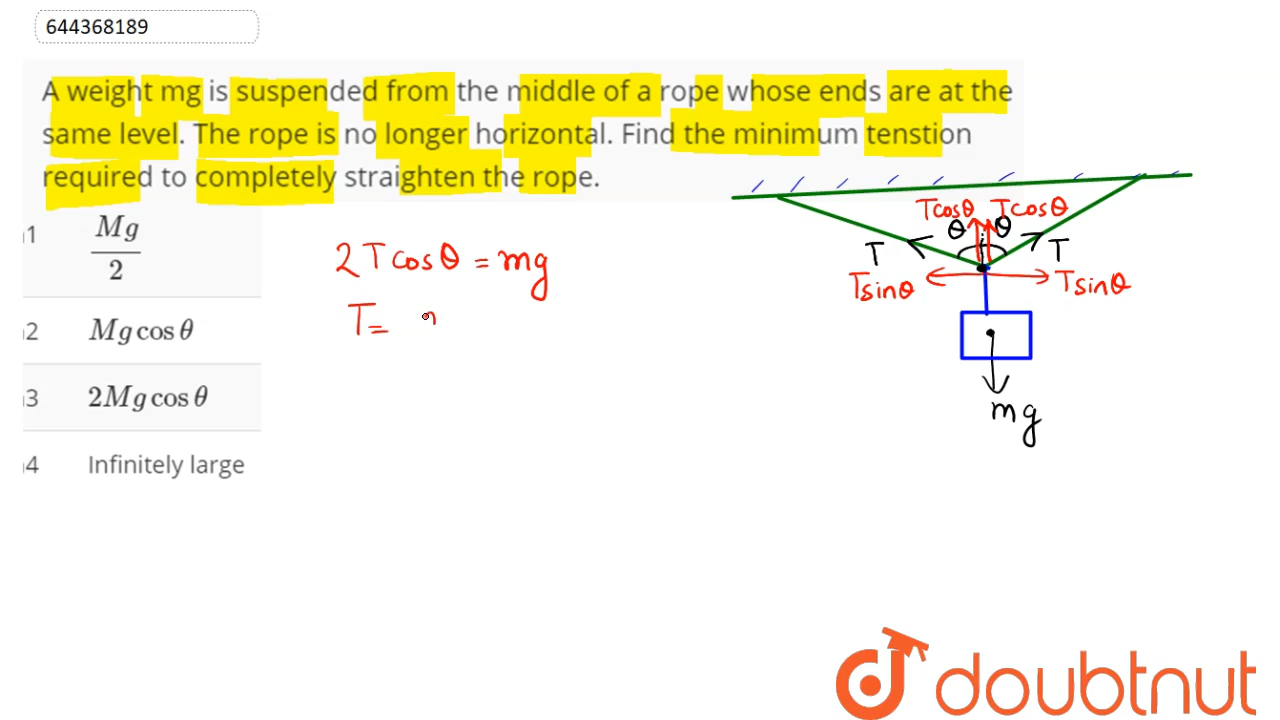 644368189
A weight mg is suspended from the middle of a rope whose ends are at the
same level. The rope is no longer horizontal. Find the minimum tenstion
required to completely straighten the rope.
1 Mg/2
2 Mg cos θ
3 2Mg cos θ
4 Infinitely large
2Tcosθ = mg
T=
Tcosθ Tcosθ
θ θ
T T
Tsinθ Tsinθ
mg
doubtnut